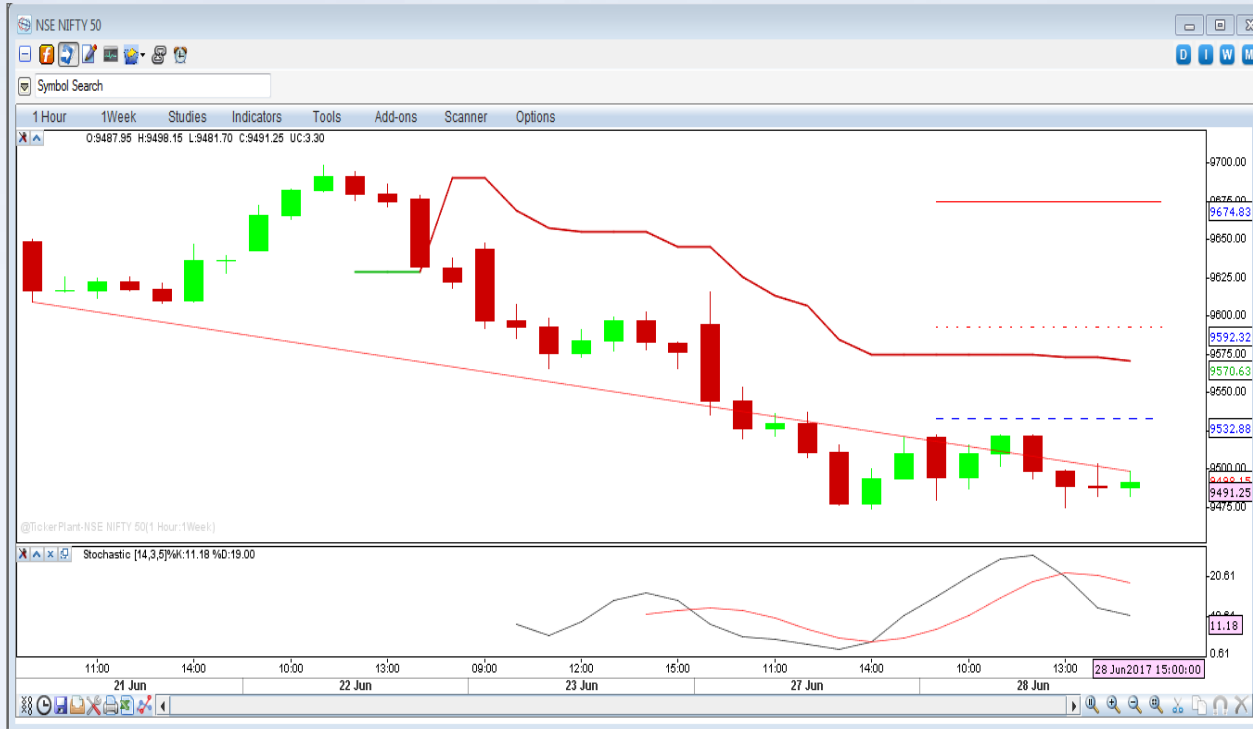 NSE NIFTY 50
D I W M
Symbol Search
1 Hour 1Week Studies Indicators Tools Add-ons Scanner Options
O:9487.95 H:9498.15 L:9481.70 C:9491.25 UC:3.30
9700.00
9675.00
9674.83
9650.00
9625.00
9600.00
9592.32
9575.00
9570.63
9550.00
9532.88
9500.00
9498.15
9491.25
9475.00
@TickerPlant-NSE NIFTY 50(1 Hour:1Week)
Stochastic [14,3,5]%K:11.18 %D:19.00
20.61
11.18
0.61
11:00 14:00 10:00 13:00 09:00 12:00 15:00 11:00 14:00 10:00 13:00 28 Jun2017 15:00:00
21 Jun 22 Jun 23 Jun 27 Jun 28 Jun